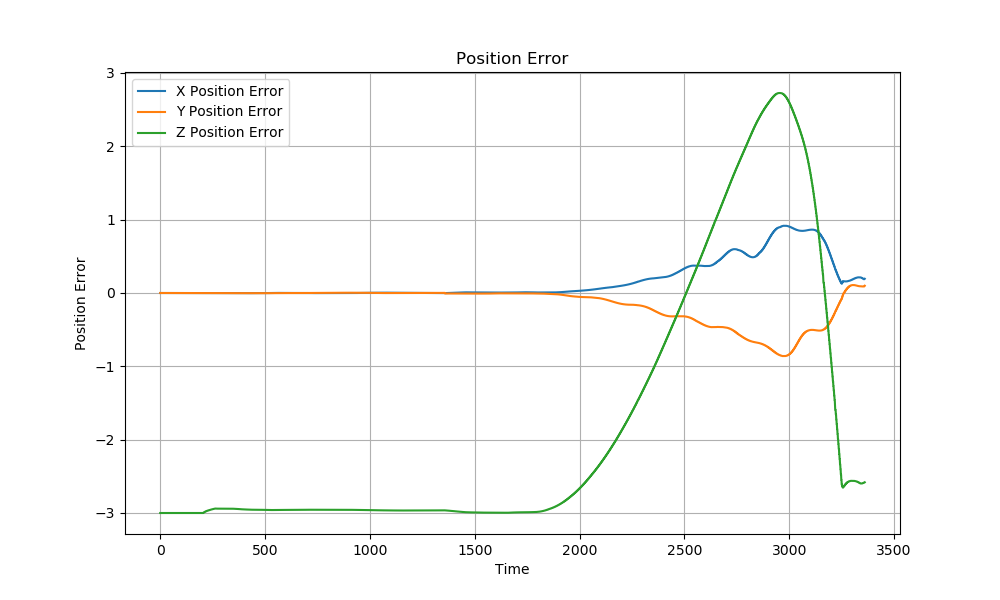 Position Error
X Position Error
Y Position Error
Z Position Error
3
2
1
0
−1
−2
−3
Position Error
0
500
1000
1500
2000
2500
3000
3500
Time